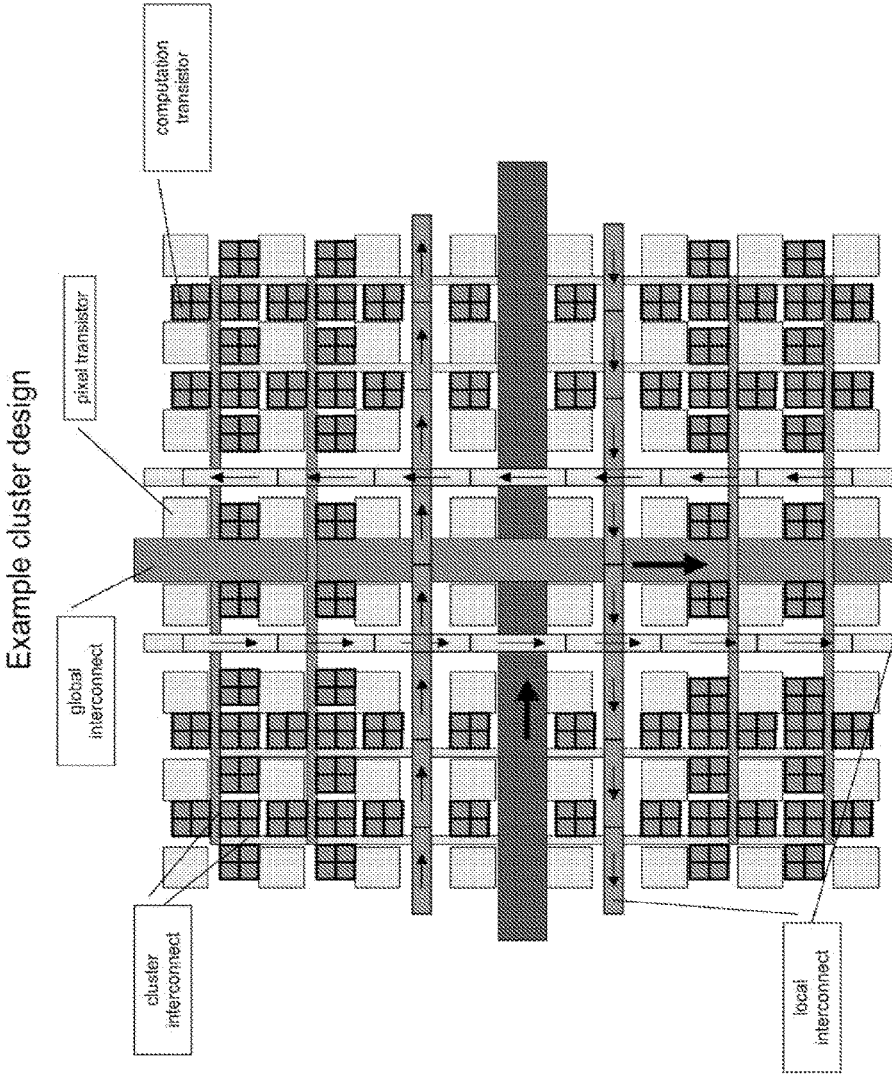 Example cluster design
computation
transistor
pixel transistor
global
interconnect
cluster
interconnect
local
interconnect